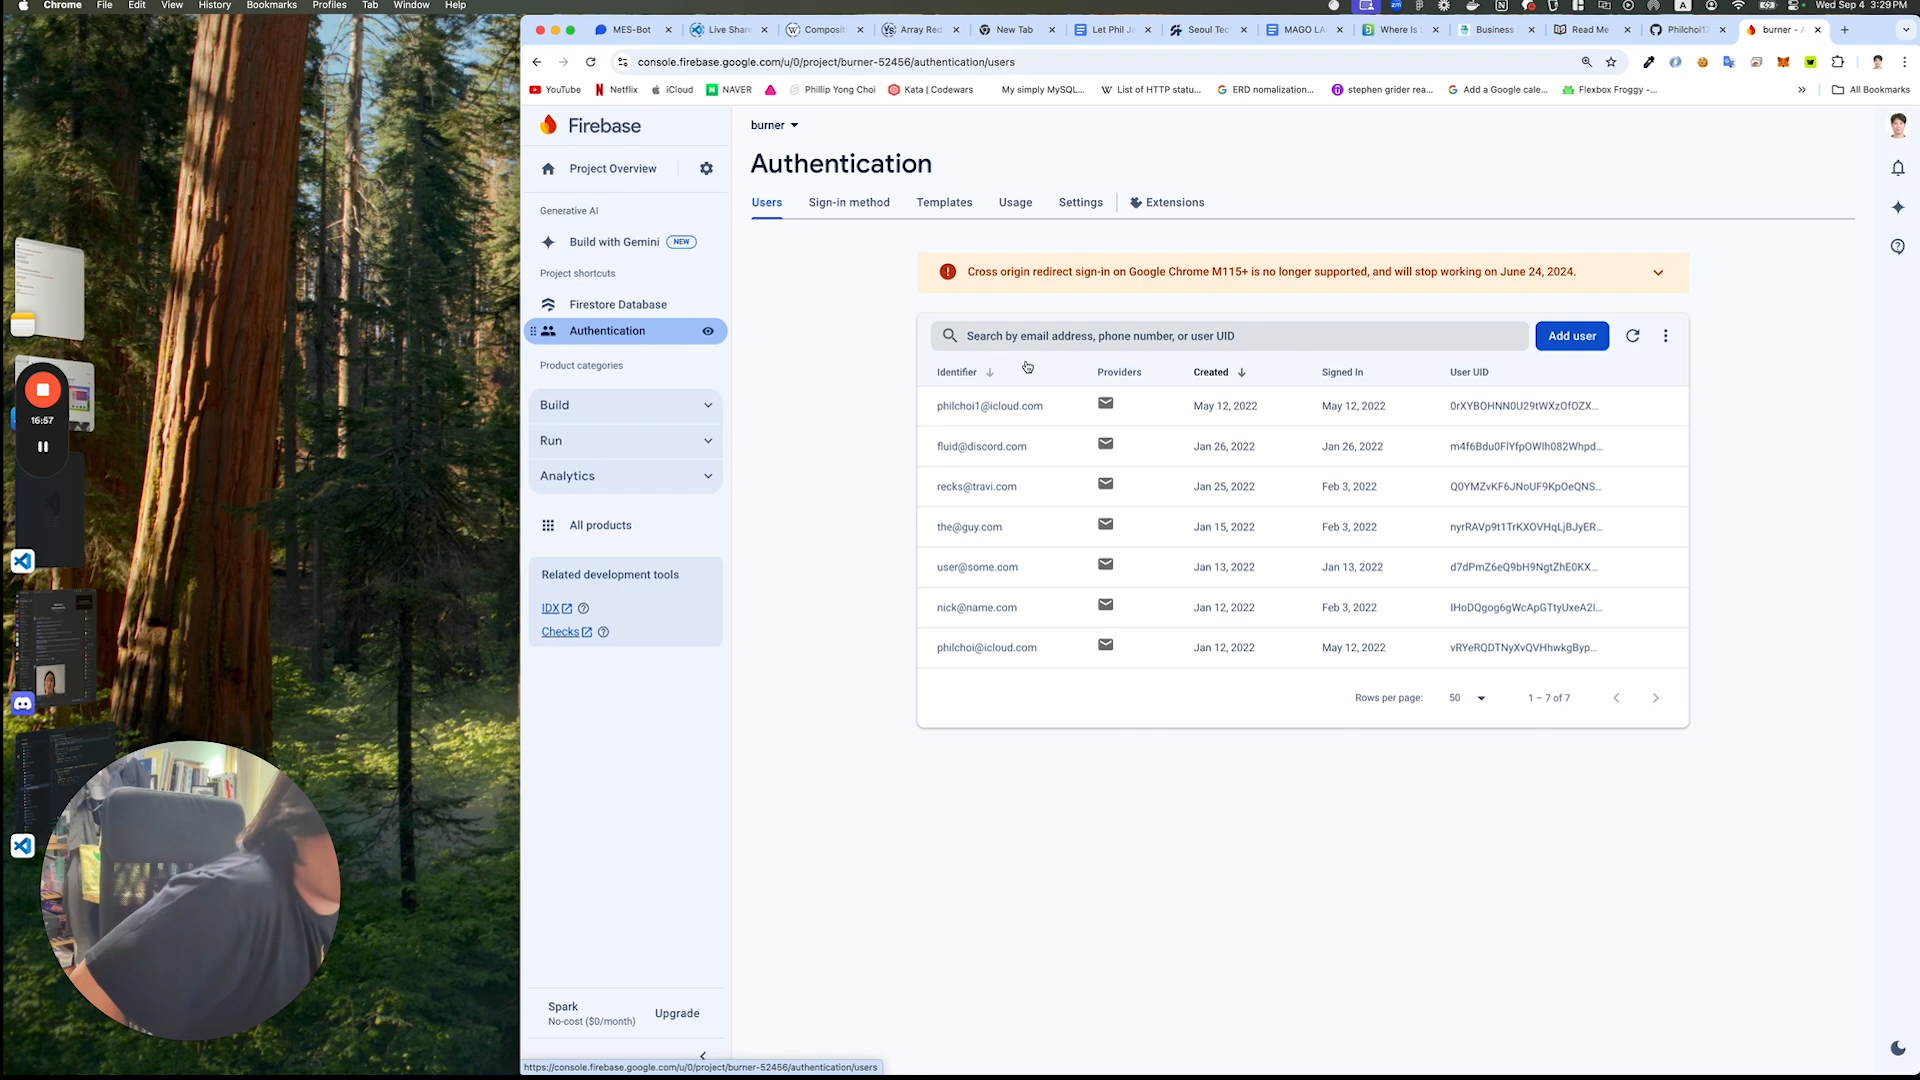 Chrome File Edit View History Bookmarks Profiles Tab Window Help
Wed Sep 4 3:29 PM
MES-Bot
Live Shar
Composit
Array Red
New Tab
Let Phil Ja
Seoul Tec
MAGO LA
Where Is
Business
Read Me
Philchoi1
burner - A
console.firebase.google.com/u/0/project/burner-52456/authentication/users
YouTube
Netflix
iCloud
NAVER
Phillip Yong Choi
Kata | Codewars
My simply MySQL...
List of HTTP statu...
ERD nomalization...
stephen grider rea...
Add a Google cale...
Flexbox Froggy -...
All Bookmarks
Firebase
Project Overview
Generative AI
Build with Gemini NEW
Project shortcuts
Firestore Database
Authentication
Product categories
Build
Run
Analytics
All products
Related development tools
IDX
Checks
Spark
No-cost ($0/month)
Upgrade
https://console.firebase.google.com/u/0/project/burner-52456/authentication/users
burner
Authentication
Users Sign-in method Templates Usage Settings Extensions
Cross origin redirect sign-in on Google Chrome M115+ is no longer supported, and will stop working on June 24, 2024.
Search by email address, phone number, or user UID
Add user
Identifier Providers Created Signed In User UID
philchoi1@icloud.com May 12, 2022 May 12, 2022 0rXYBOHNN0U29tWXzOfOZX...
fluid@discord.com Jan 26, 2022 Jan 26, 2022 m4f6Bdu0FlYfpOWlh082Whpd...
recks@travi.com Jan 25, 2022 Feb 3, 2022 Q0YMZvKF6JNoUF9KpOeQNS...
the@guy.com Jan 15, 2022 Feb 3, 2022 nyrRAVp9t1TrKXOVHqLjBJyER...
user@some.com Jan 13, 2022 Jan 13, 2022 d7dPmZ6eQ9bH9NgtZhE0KX...
nick@name.com Jan 12, 2022 Feb 3, 2022 IHoDQgog6gWcApGTtyUxeA2I...
philchoi@icloud.com Jan 12, 2022 May 12, 2022 vRYeRQDTNyXvQVHhwkgByp...
Rows per page: 50 1 – 7 of 7
16:57